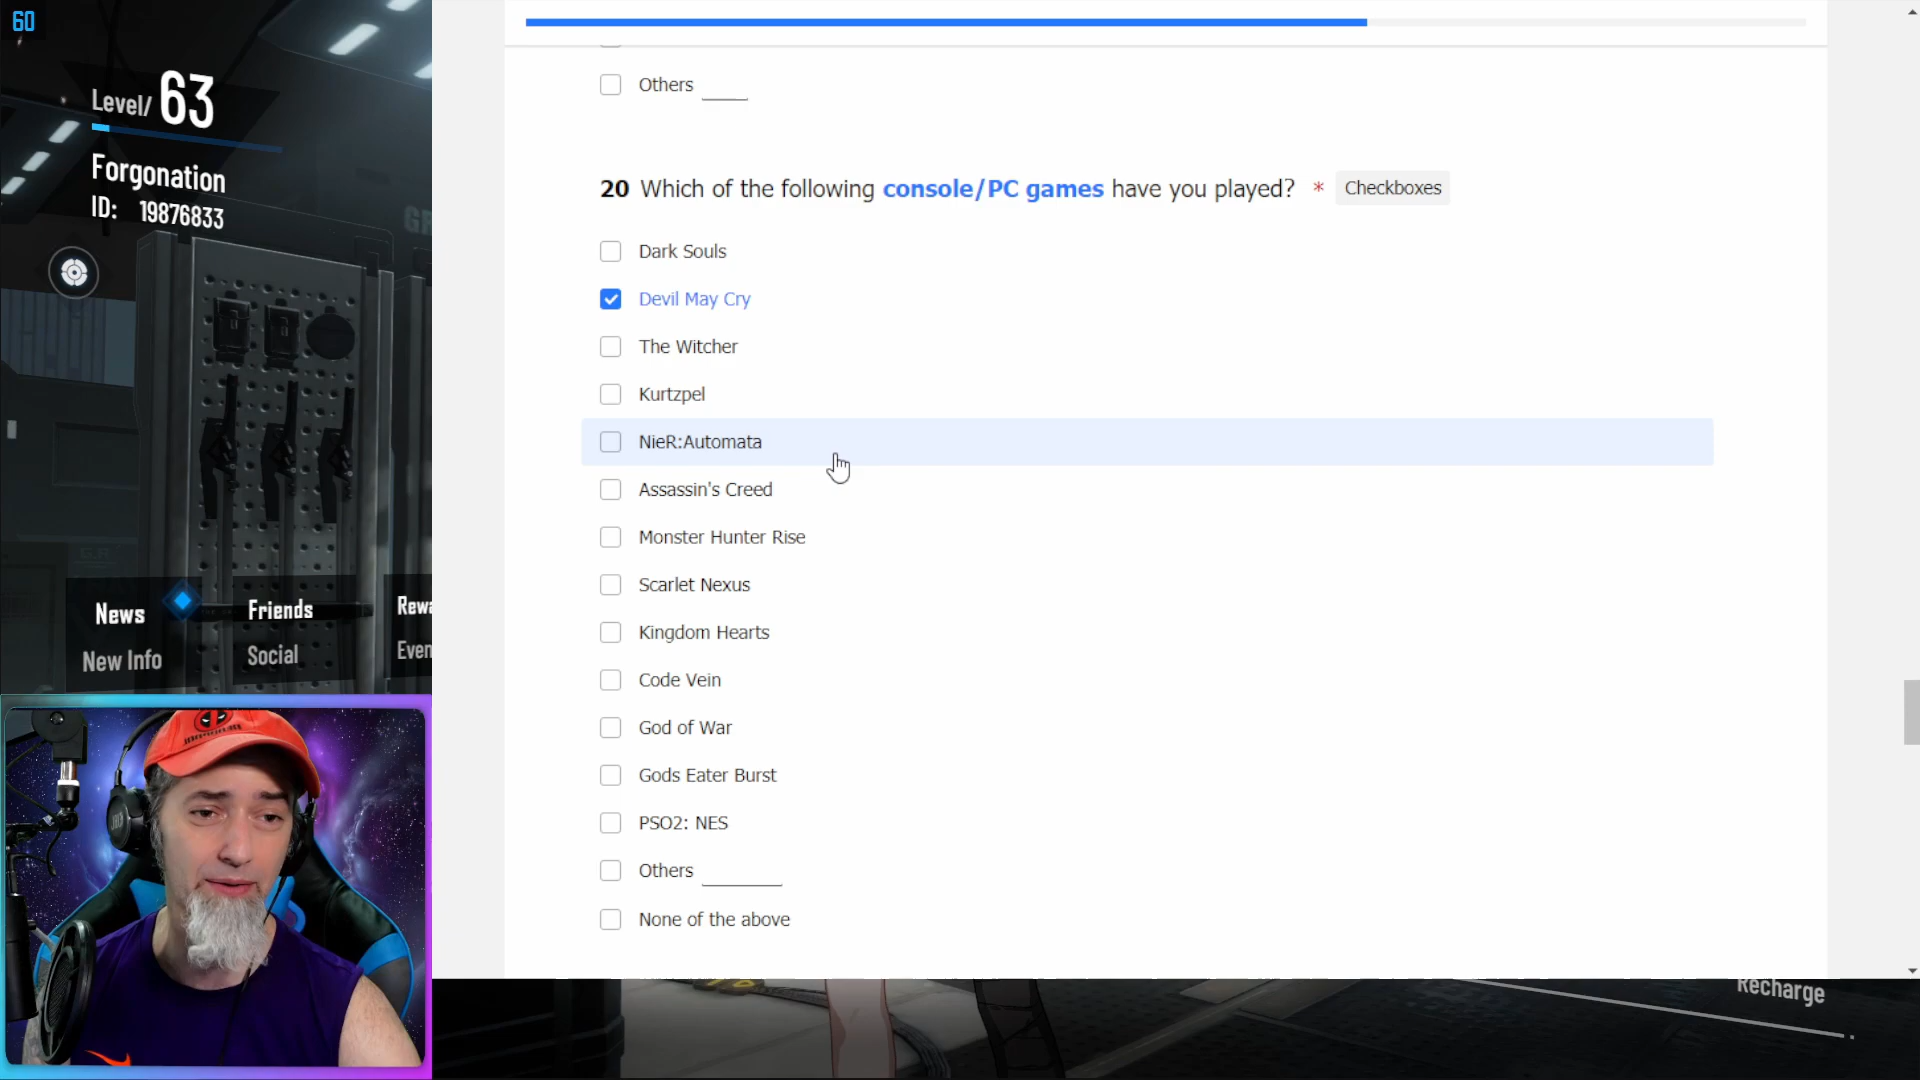 60
Level/ 63
Forgonation
ID: 19876833
News
New Info
Friends
Social
Rewa
Even
Others
20 Which of the following console/PC games have you played? * Checkboxes
Dark Souls
Devil May Cry
The Witcher
Kurtzpel
NieR:Automata
Assassin's Creed
Monster Hunter Rise
Scarlet Nexus
Kingdom Hearts
Code Vein
God of War
Gods Eater Burst
PSO2: NES
Others
None of the above
Recharge